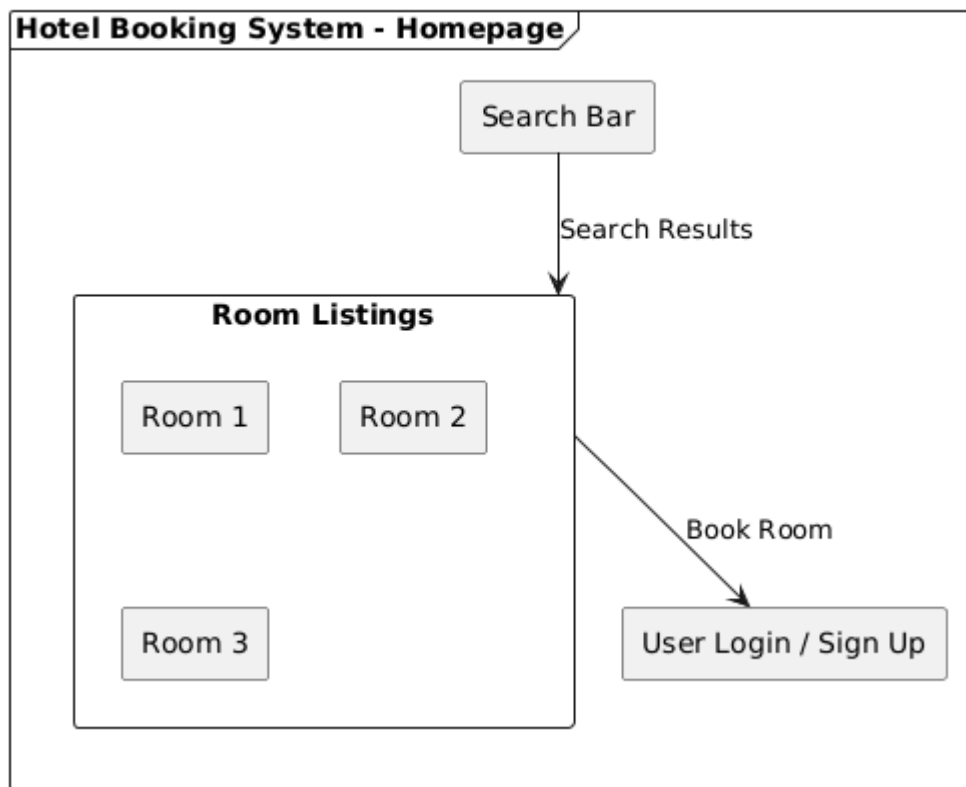 Hotel Booking System - Homepage
Search Bar
Search Results
Room Listings
Room 1
Room 2
Book Room
Room 3
User Login / Sign Up